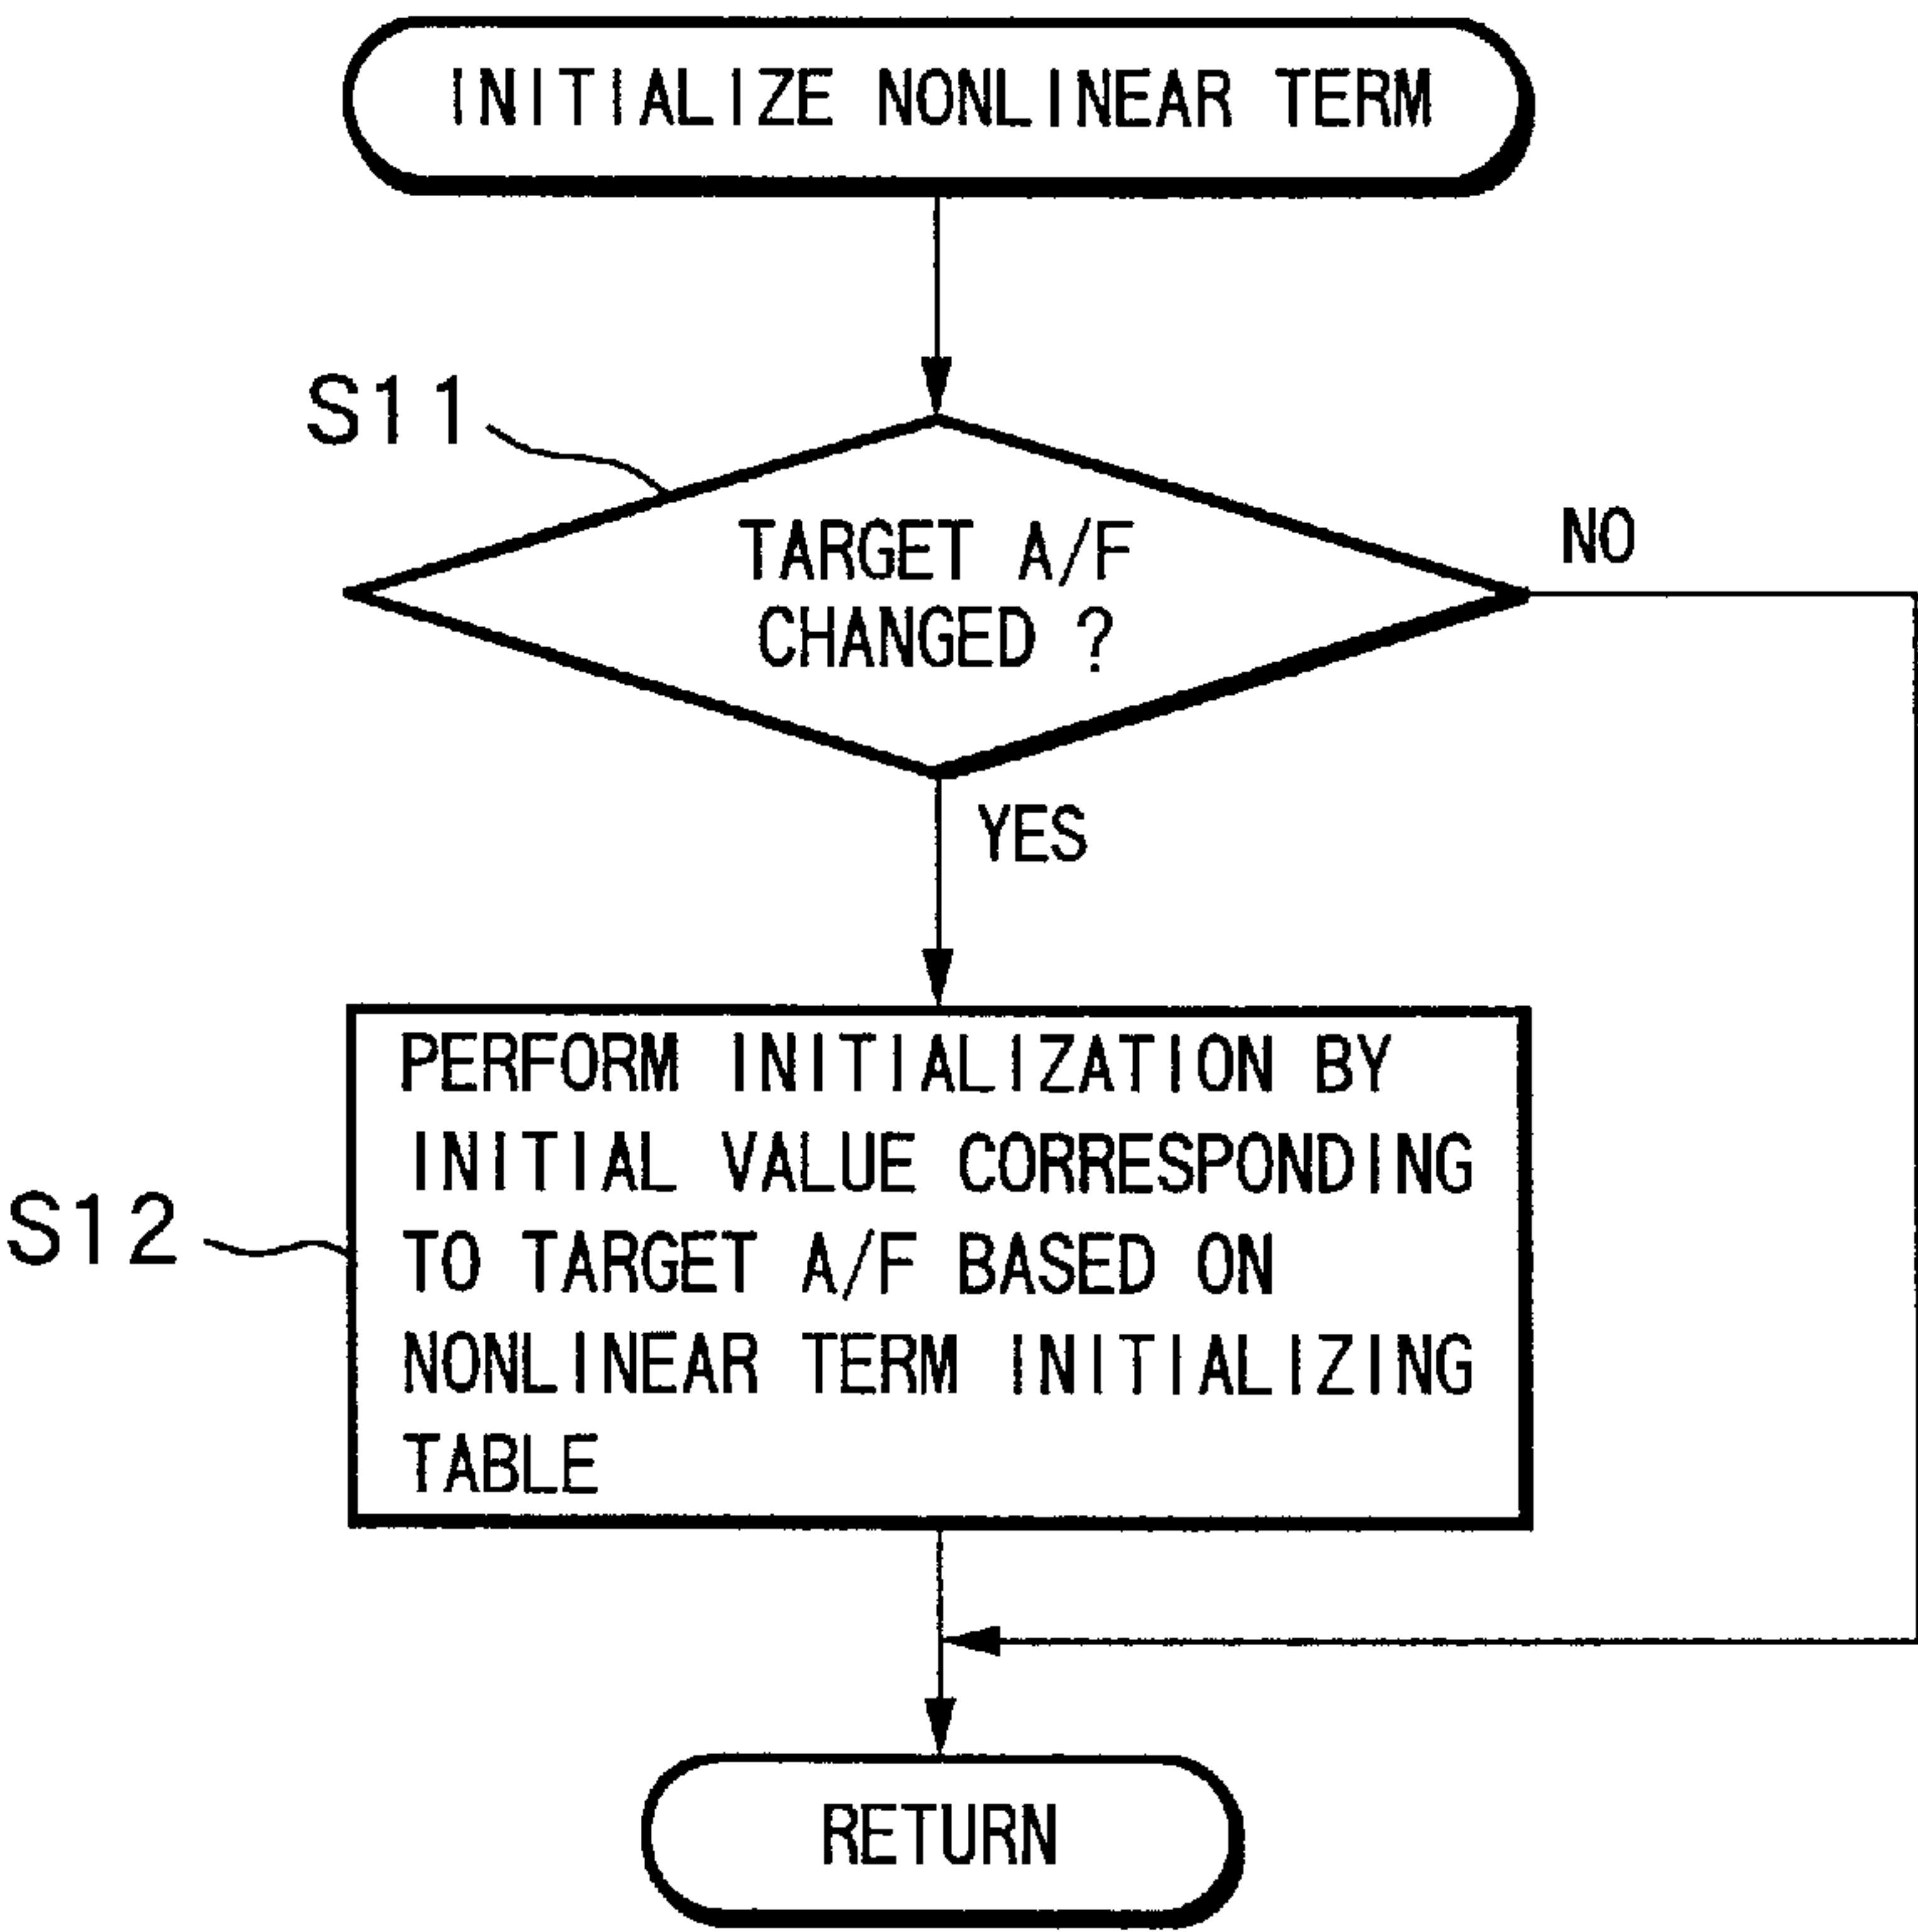 INITIALIZE NONLINEAR TERM
S11
TARGET A/F
CHANGED ?
NO
YES
PERFORM INITIALIZATION BY
INITIAL VALUE CORRESPONDING
S12
TO TARGET A/F BASED ON
NONLINEAR TERM INITIALIZING
TABLE
RETURN